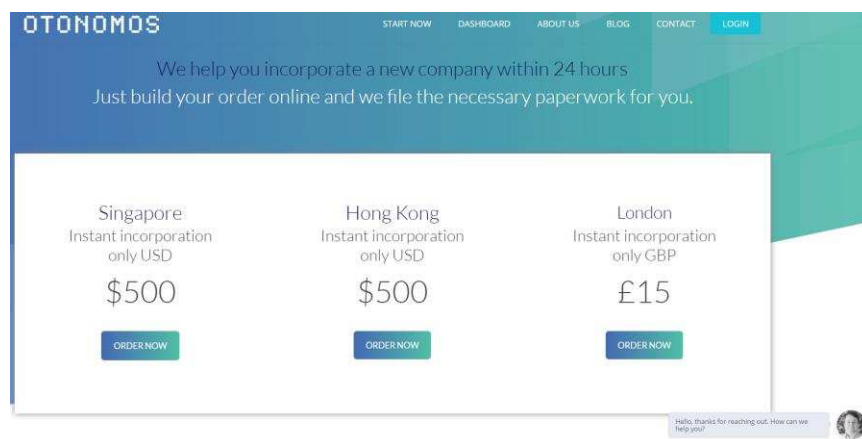 OTONOMOS
START NOW DASHBOARD ABOUT US BLOG CONTACT LOGIN
We help you incorporate a new company within 24 hours
Just build your order online and we file the necessary paperwork for you.
Singapore
Instant incorporation
only USD
$500
ORDER NOW
Hong Kong
Instant incorporation
only USD
$500
ORDER NOW
London
Instant incorporation
only GBP
£15
ORDER NOW
Hello, thanks for reaching out. How can we
help you?